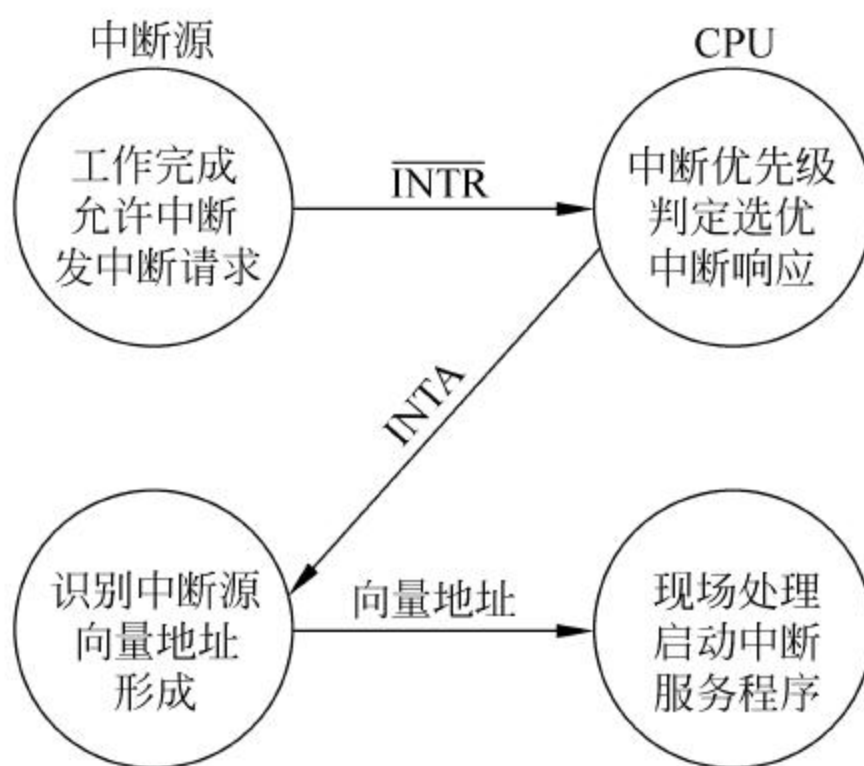 中断源
CPU
工作完成
允许中断
发中断请求
I̅N̅T̅R̅
中断优先级
判定选优
中断响应
INTA
识别中断源
向量地址
形成
向量地址
现场处理
启动中断
服务程序